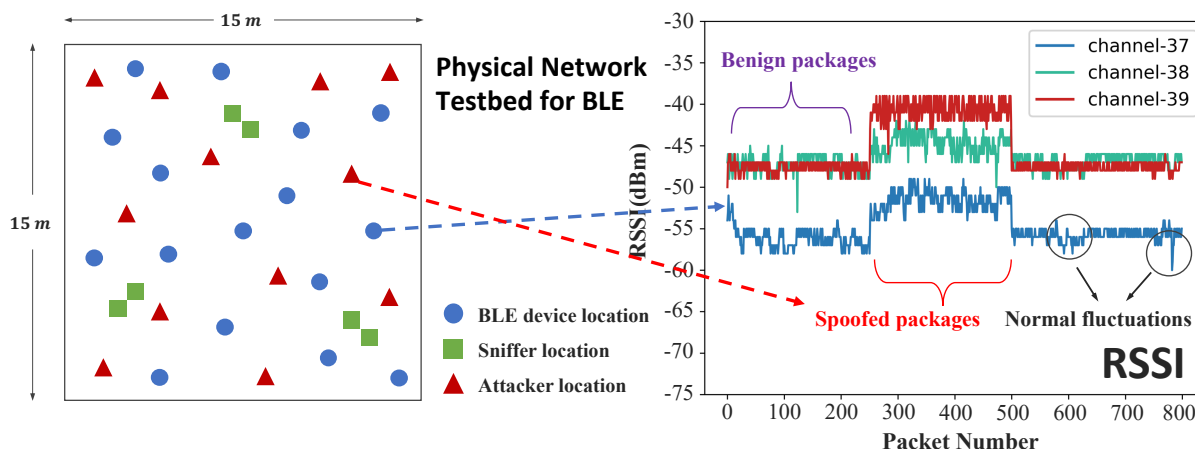 15 m
15 m
Physical Network
Testbed for BLE
BLE device location
Sniffer location
Attacker location
RSSI(dBm)
-30
-35
-40
-45
-50
-55
-60
-65
-70
-75
channel-37
channel-38
channel-39
Benign packages
Spoofed packages
Normal fluctuations
RSSI
0
100
200
300
400
500
600
700
800
Packet Number